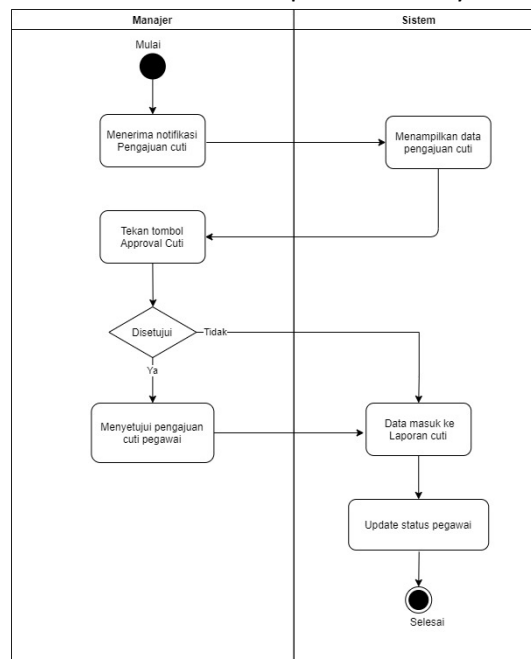 Manajer
Sistem
Mulai
Menerima notifikasi
Pengajuan cuti
Menampilkan data
pengajuan cuti
Tekan tombol
Approval Cuti
Disetujui
Tidak
Ya
Menyetujui pengajuan
cuti pegawai
Data masuk ke
Laporan cuti
Update status pegawai
Selesai